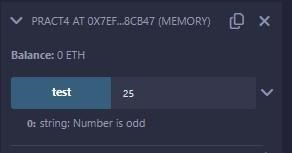 PRACT4 AT 0X7EF...8CB47 (MEMORY)
Balance: 0 ETH
test 25
0: string: Number is odd